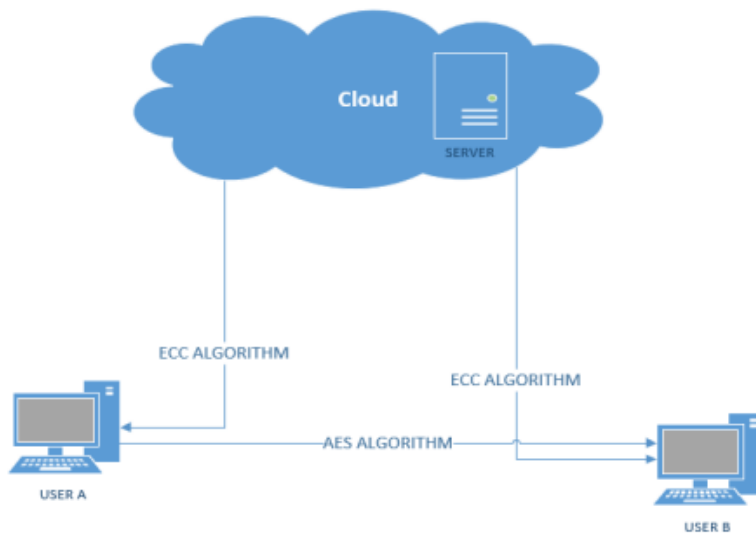 Cloud
SERVER
ECC ALGORITHM
ECC ALGORITHM
AES ALGORITHM
USER A
USER B